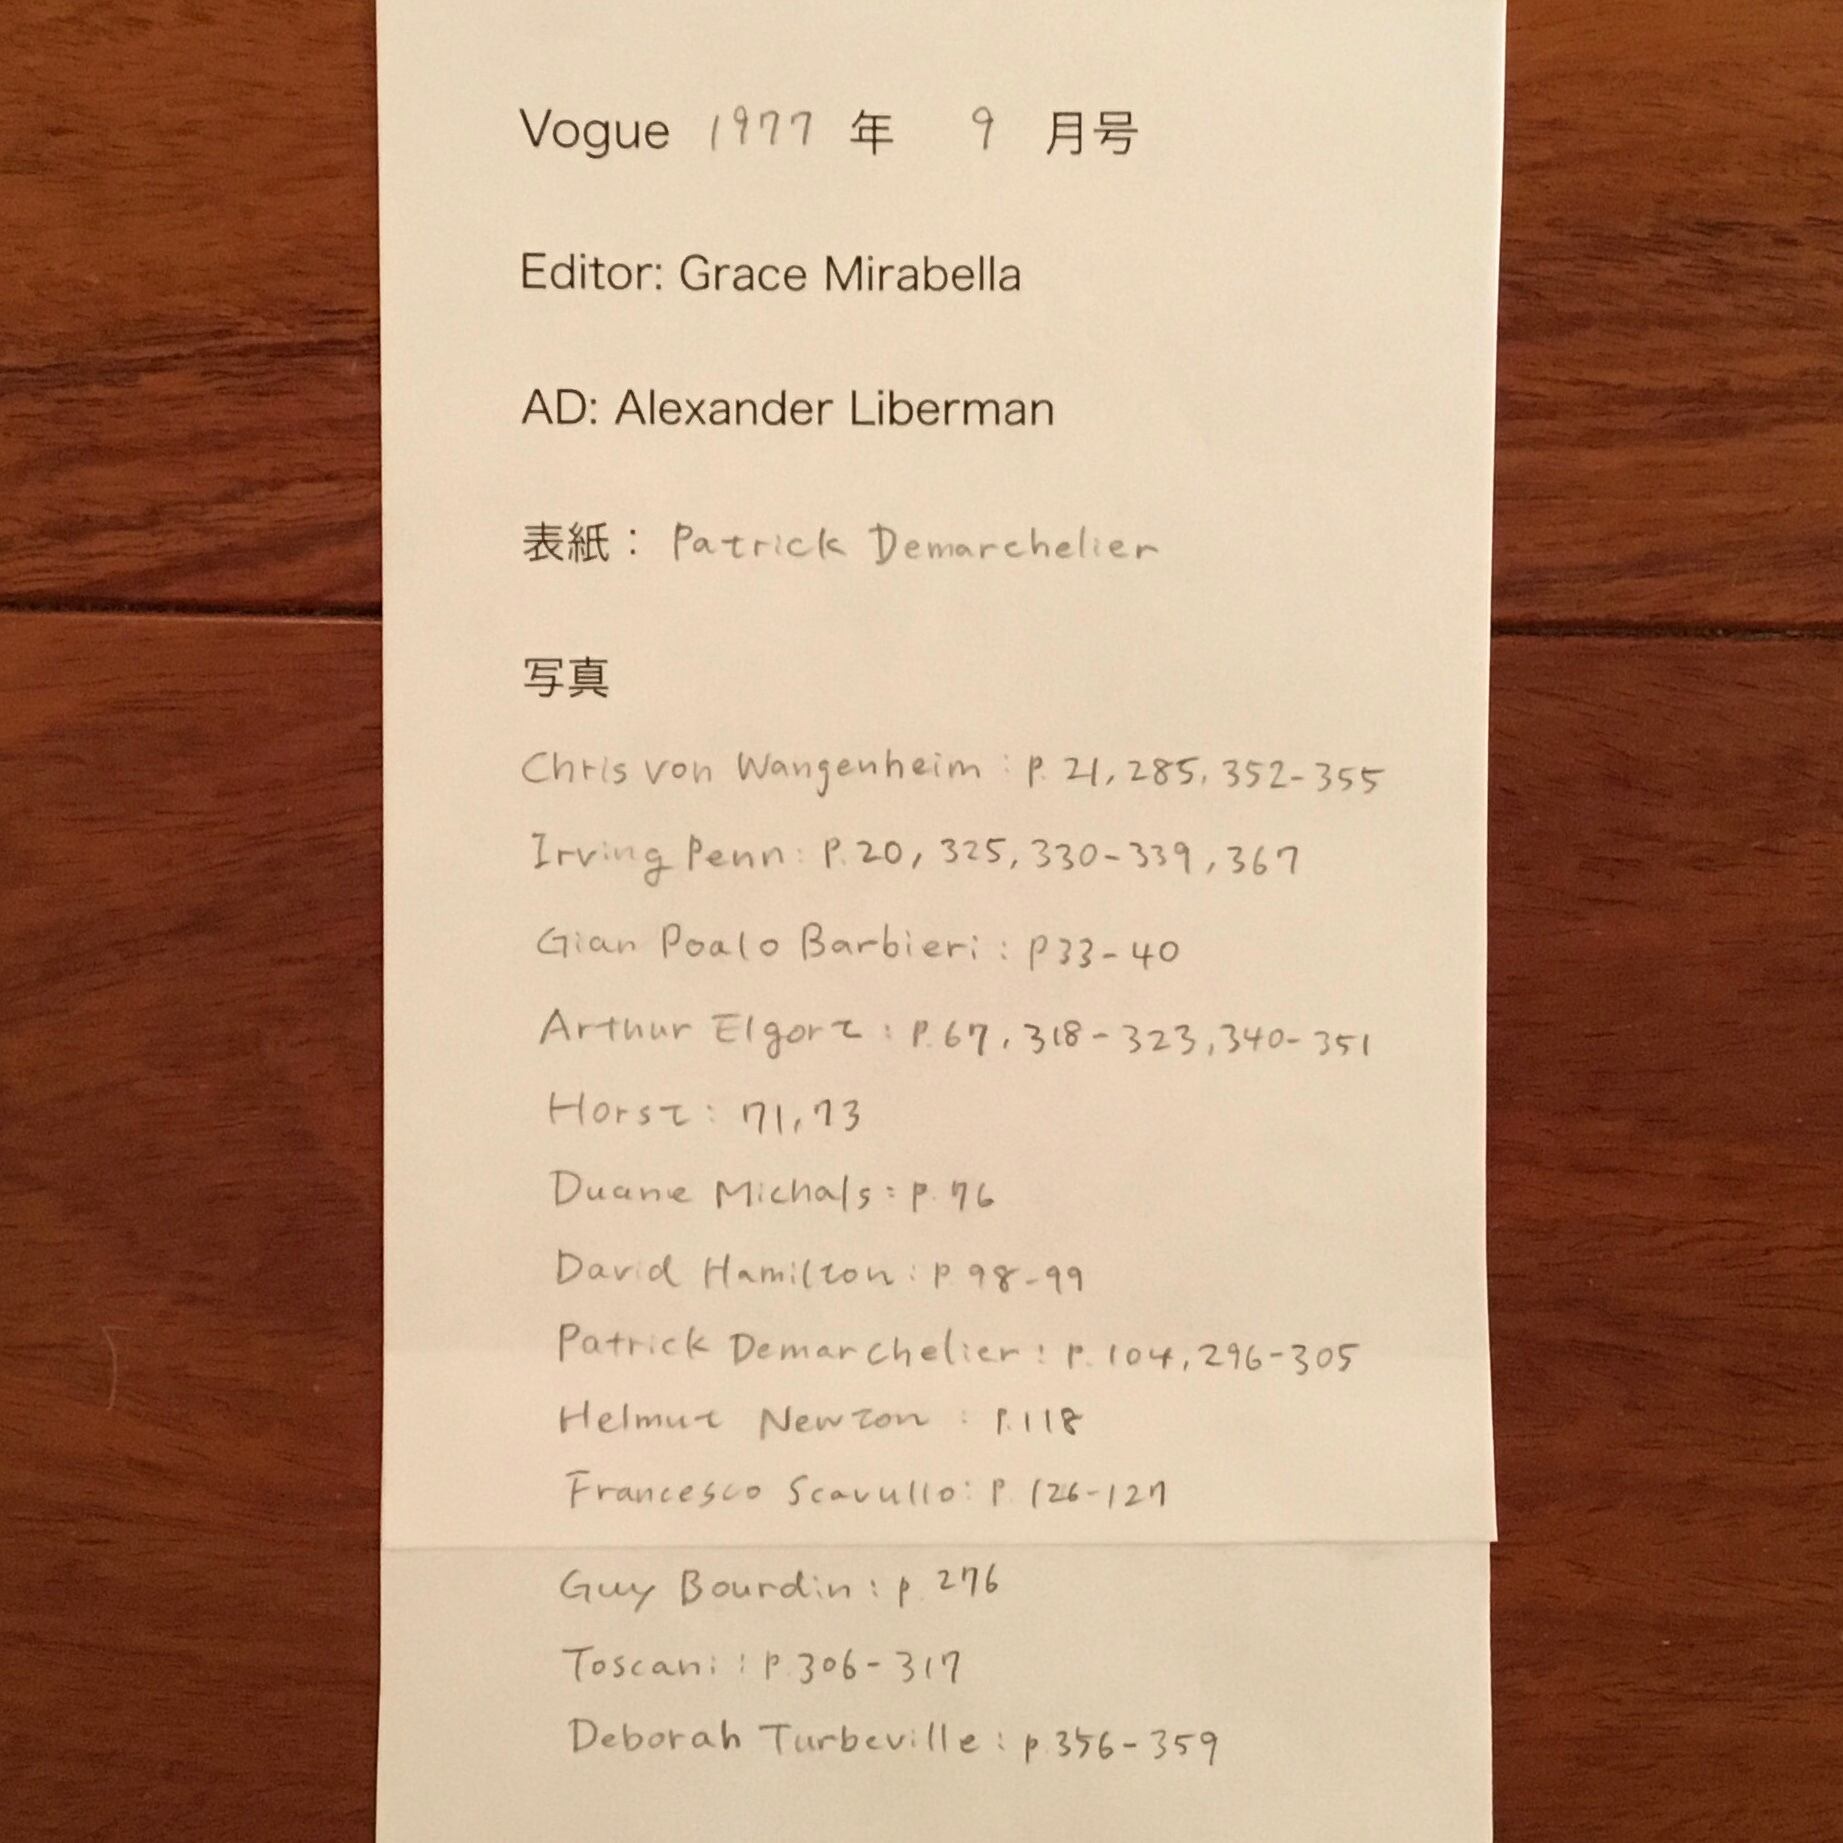 Vogue 1977 年 9 月号
Editor: Grace Mirabella
AD: Alexander Liberman
表紙： Patrick Demarchelier
写真
Chris von Wangenheim : p. 21, 285, 352-355
Irving Penn : p. 20, 325, 330-339, 367
Gian Poalo Barbieri : p 33-40
Arthur Elgort : p. 67, 318-323, 340-351
Horst : 71, 73
Duane Michals : p. 76
David Hamilton : p. 98-99
Patrick Demarchelier : p. 104, 296-305
Helmut Newton : p. 118
Francesco Scavullo : p. 126-127
Guy Bourdin : p. 276
Toscani : p. 306-317
Deborah Turbeville : p. 356-359